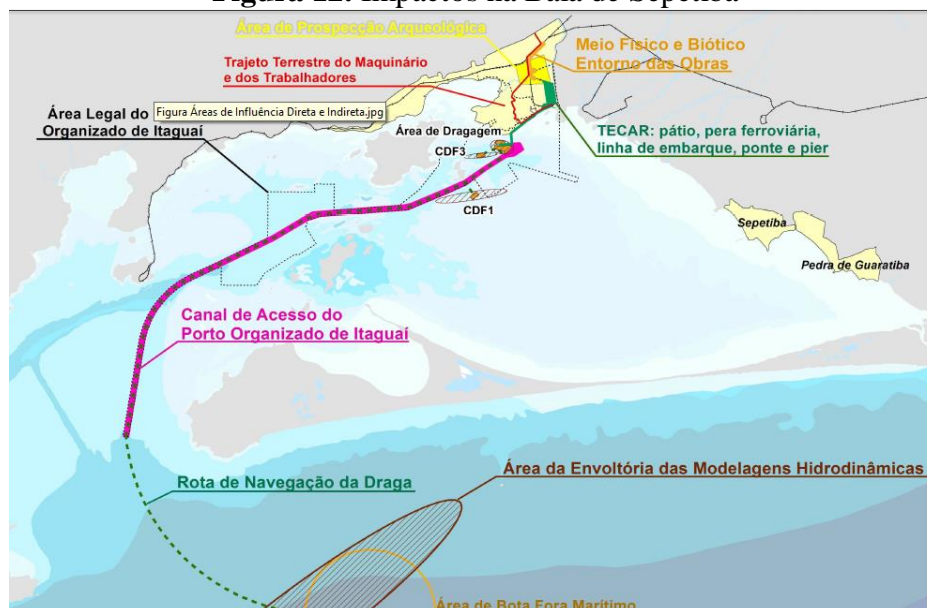 Figura 12: Impactos na Baía de Sepetiba
Área de Prospecção Arqueológica
Meio Físico e Biótico
Entorno das Obras
Trajeto Terrestre do Maquinário
e dos Trabalhadores
Área Legal do
Organizado de Itaguaí
Figura Áreas de Influência Direta e Indireta.jpg
Área de Dragagem
CDF3
TECAR: pátio, pera ferroviária,
linha de embarque, ponte e pier
CDF1
Sepetiba
Pedra de Guaratiba
Canal de Acesso do
Porto Organizado de Itaguaí
Área da Envoltória das Modelagens Hidrodinâmicas
Rota de Navegação da Draga
Área de Bota Fora Marítimo